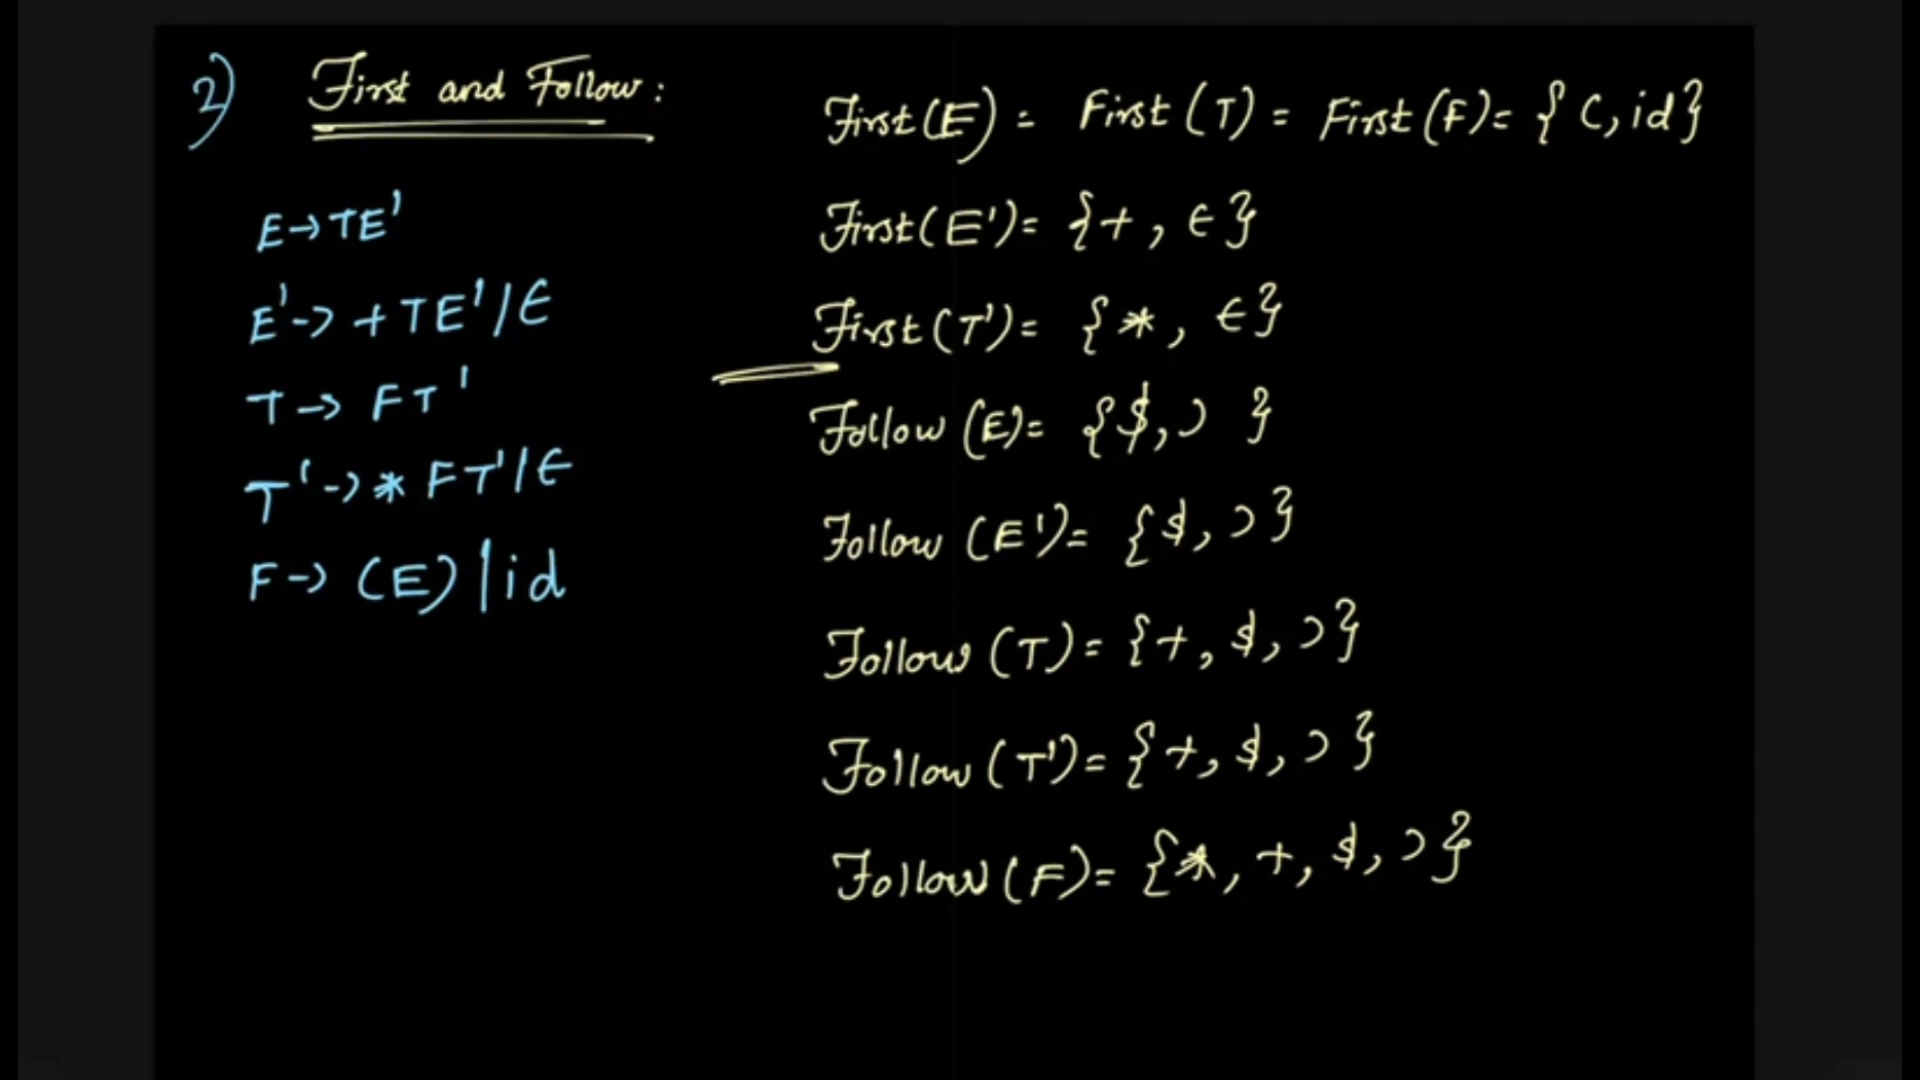 2) First and Follow:
E→TE'
E'-> +TE'/ϵ
T-> FT'
T'-> * FT'/ϵ
F-> (E)|id
First(E) = First(T) = First(F)= {(, id}
First(E')= {+, ϵ}
First(T')= {*, ϵ}
Follow(E)= {$, ) }
Follow(E')= {$, )}
Follow(T)= {+, $, )}
Follow(T')= {+, $, ) }
Follow(F)= {*, +, $, )}